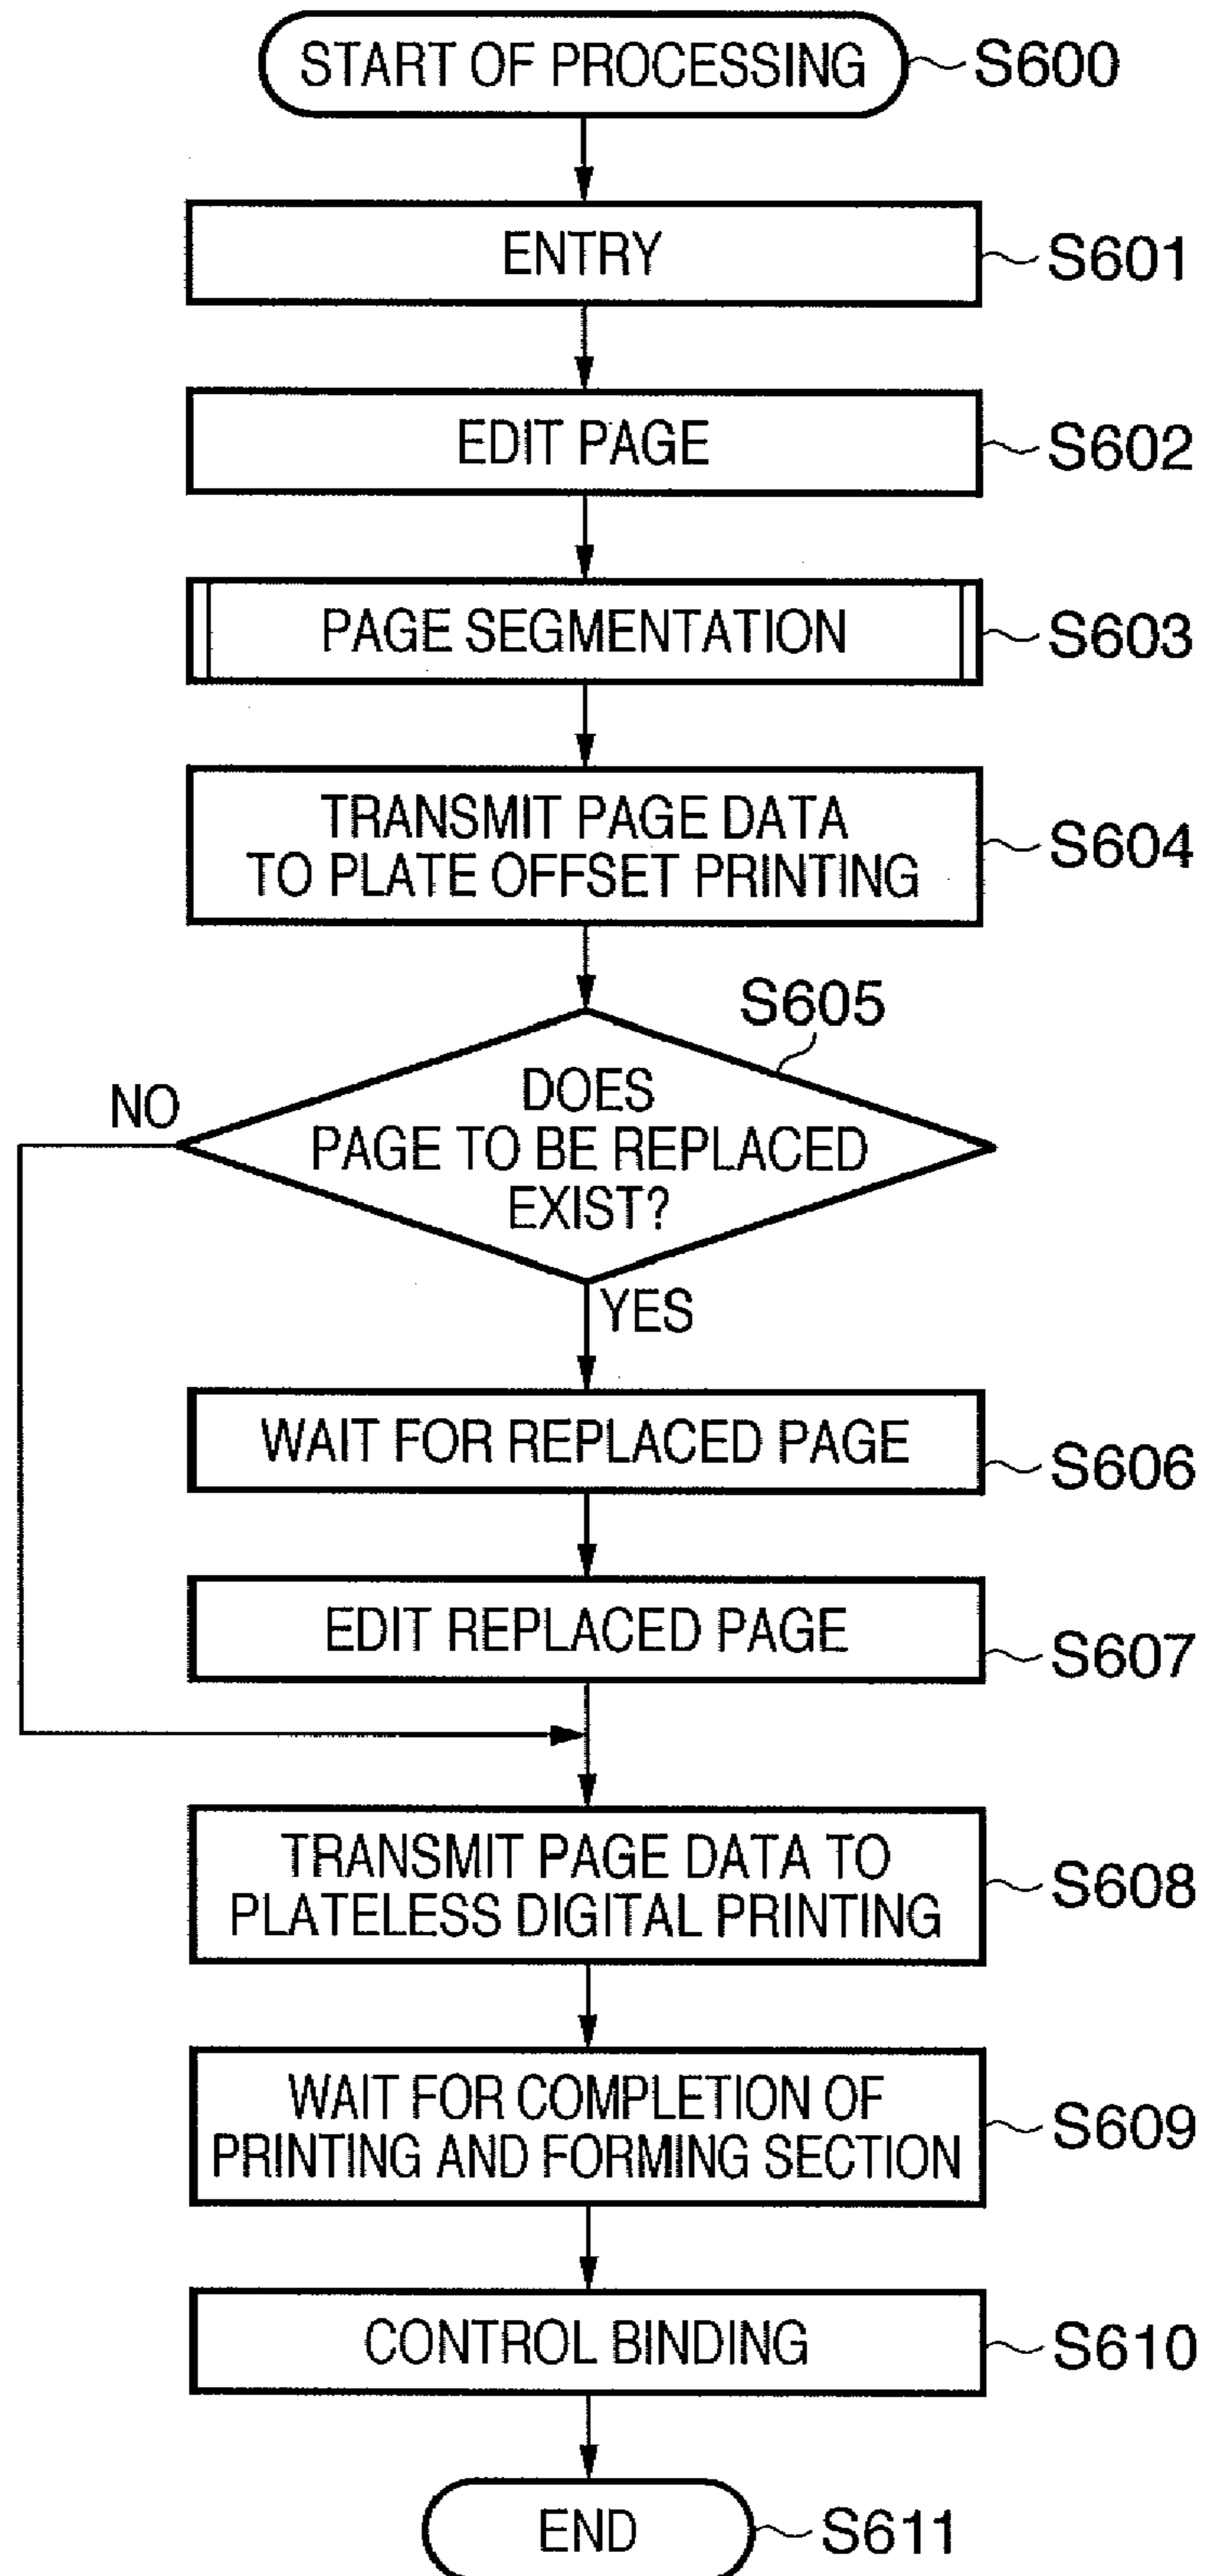 START OF PROCESSING
S600
ENTRY
S601
EDIT PAGE
S602
PAGE SEGMENTATION
S603
TRANSMIT PAGE DATA
TO PLATE OFFSET PRINTING
S604
S605
NO
DOES
PAGE TO BE REPLACED
EXIST?
YES
WAIT FOR REPLACED PAGE
S606
EDIT REPLACED PAGE
S607
TRANSMIT PAGE DATA TO
PLATELESS DIGITAL PRINTING
S608
WAIT FOR COMPLETION OF
PRINTING AND FORMING SECTION
S609
CONTROL BINDING
S610
END
S611